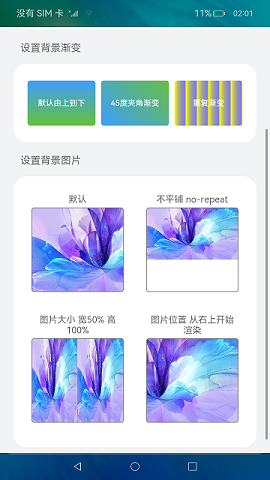 没有 SIM 卡 11% 02:01
设置背景渐变
默认由上到下 45度夹角渐变 重复渐变
设置背景图片
默认 不平铺 no-repeat
图片大小 宽50% 高 图片位置 从右上开始
100% 渲染